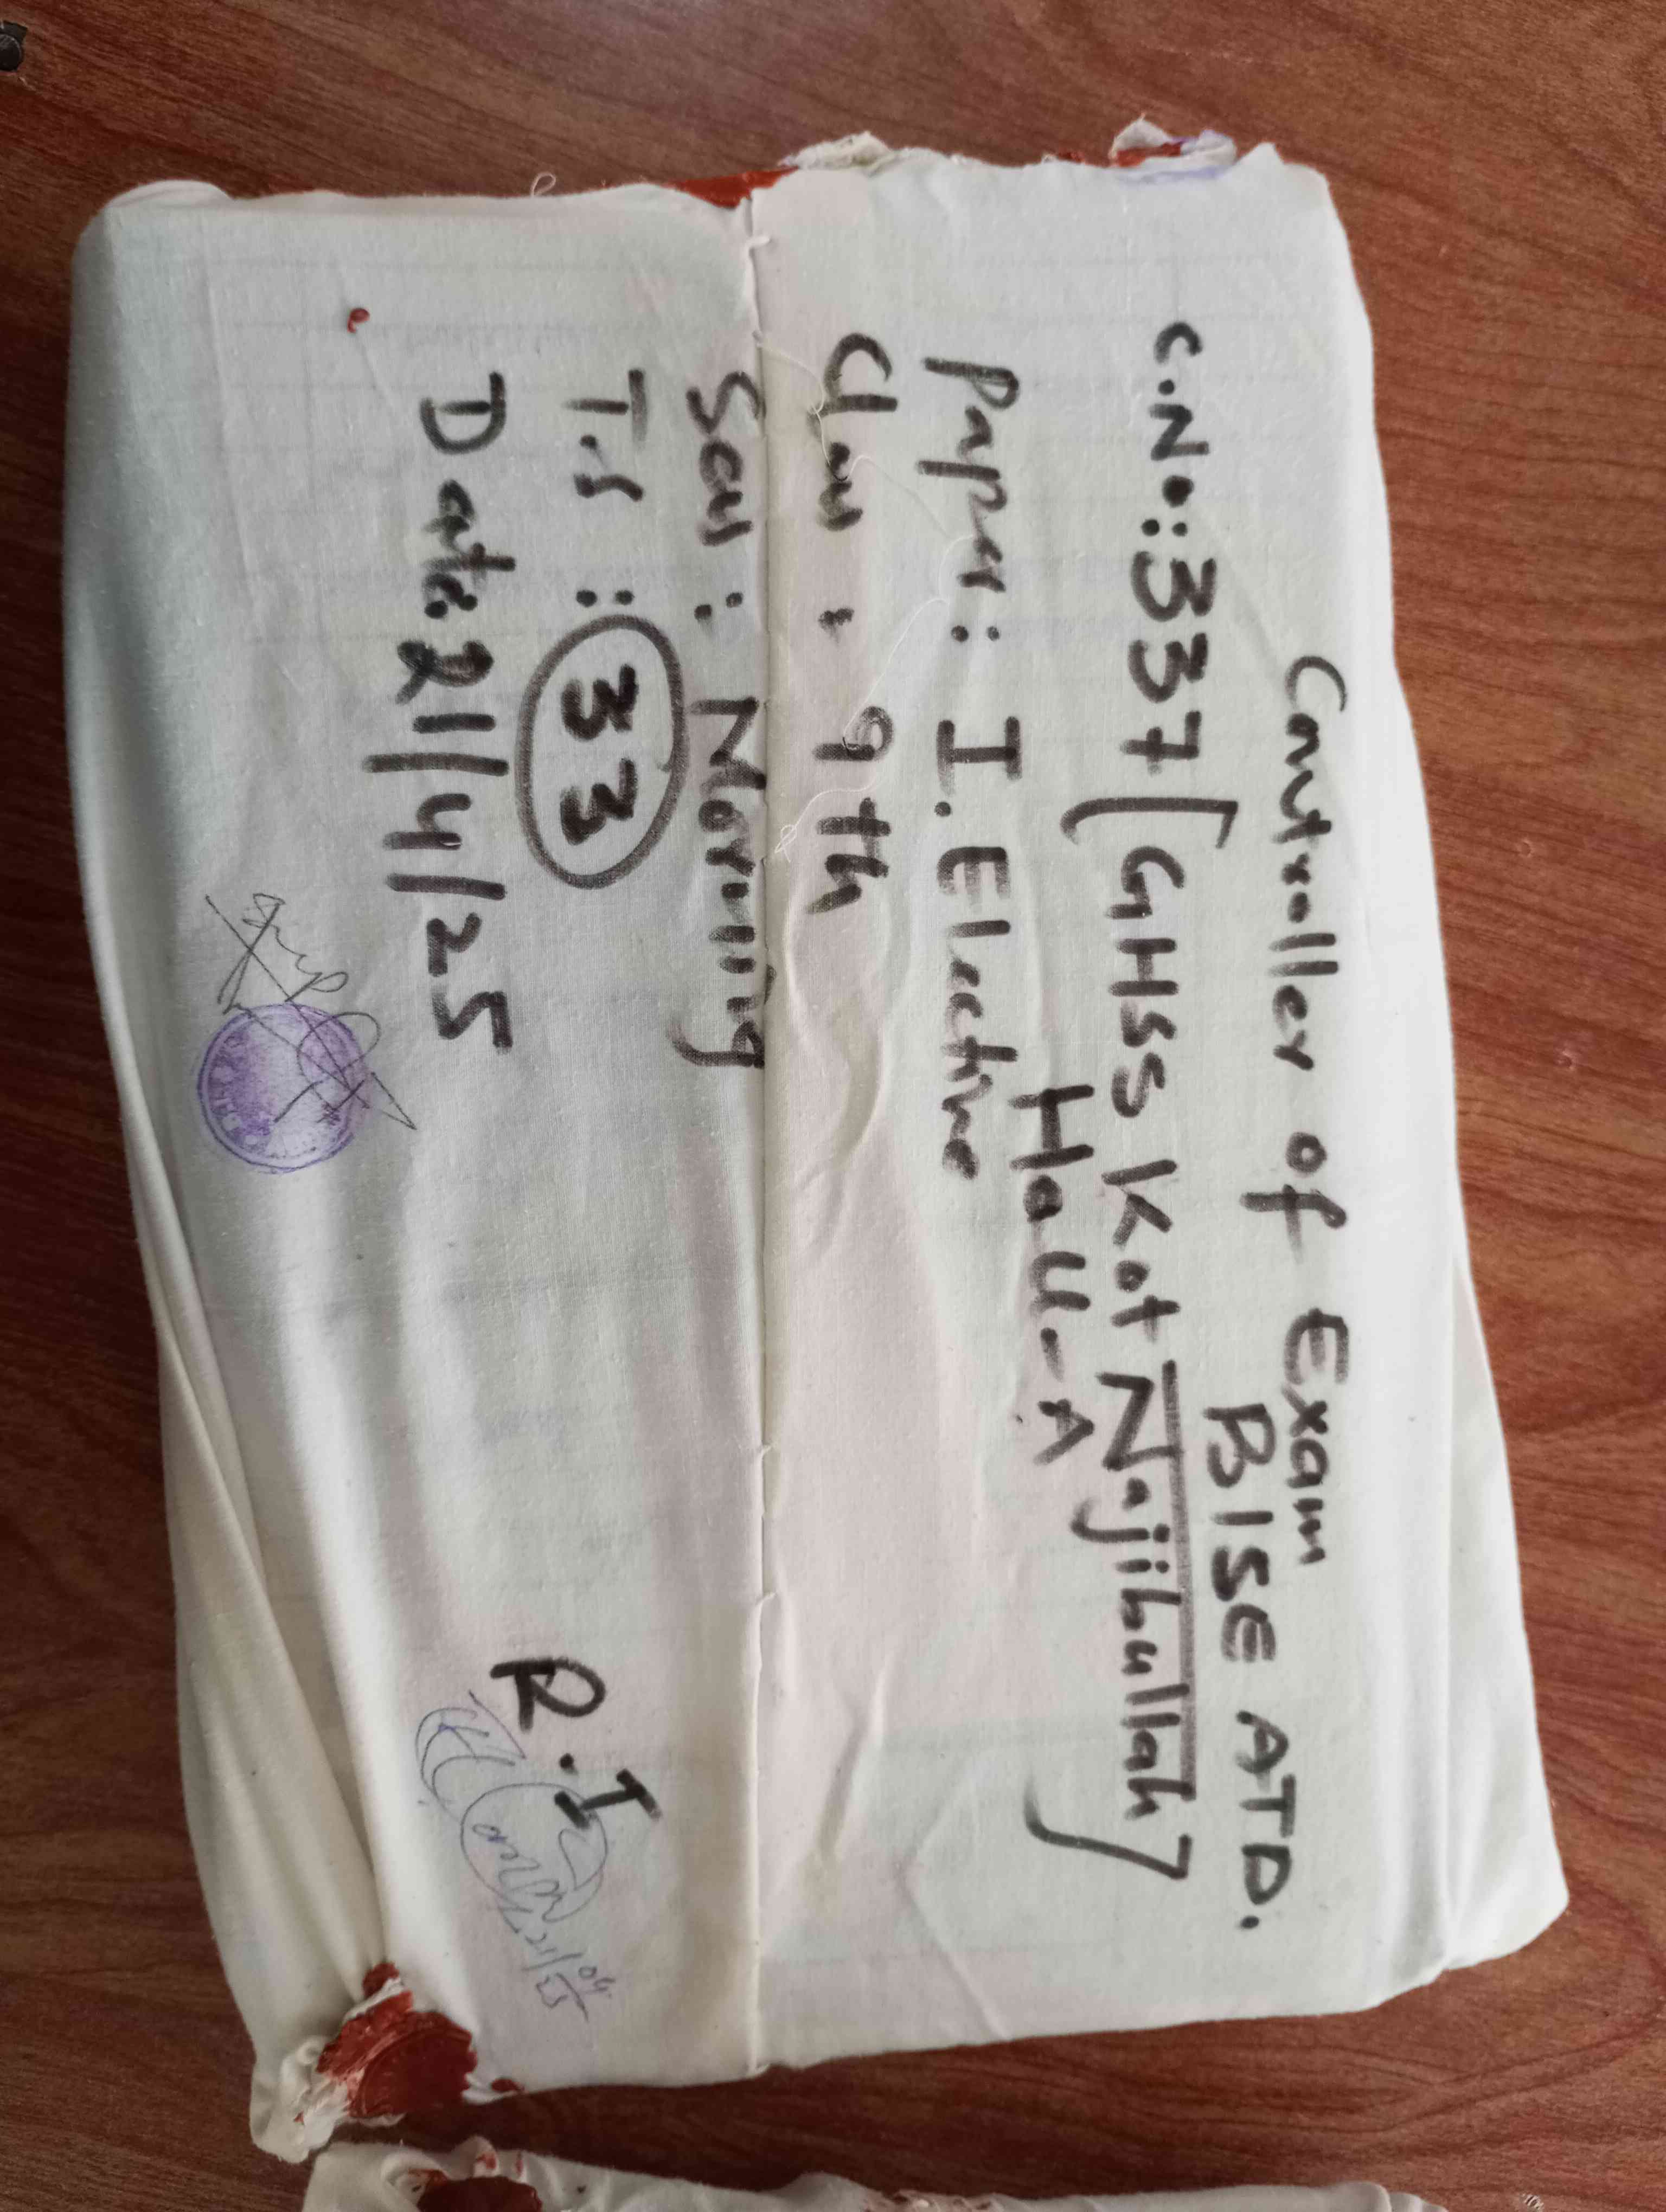 Controller of Exam
BISE ATD.
C.No: 337 (GHSS Kot Najibullah)
Hall-A
Paper: I. Elective
Class : 9th
Sess : Morning
T.S : 33
Date: 21/4/25
R.I